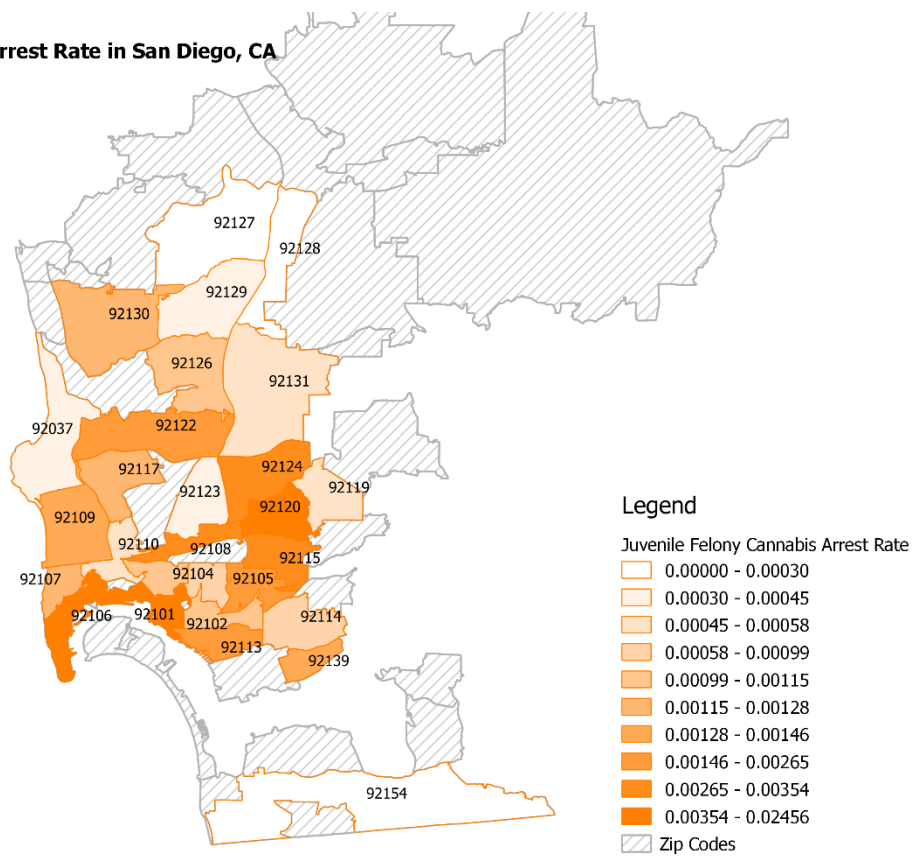 rrest Rate in San Diego, CA
92127
92128
92129
92130
92126
92131
92037
92122
92117
92124
92123
92119
92109
92120
92110
92108
92115
92107
92104
92105
92106
92101
92102
92114
92113
92139
92154
Legend
Juvenile Felony Cannabis Arrest Rate
0.00000 - 0.00030
0.00030 - 0.00045
0.00045 - 0.00058
0.00058 - 0.00099
0.00099 - 0.00115
0.00115 - 0.00128
0.00128 - 0.00146
0.00146 - 0.00265
0.00265 - 0.00354
0.00354 - 0.02456
Zip Codes